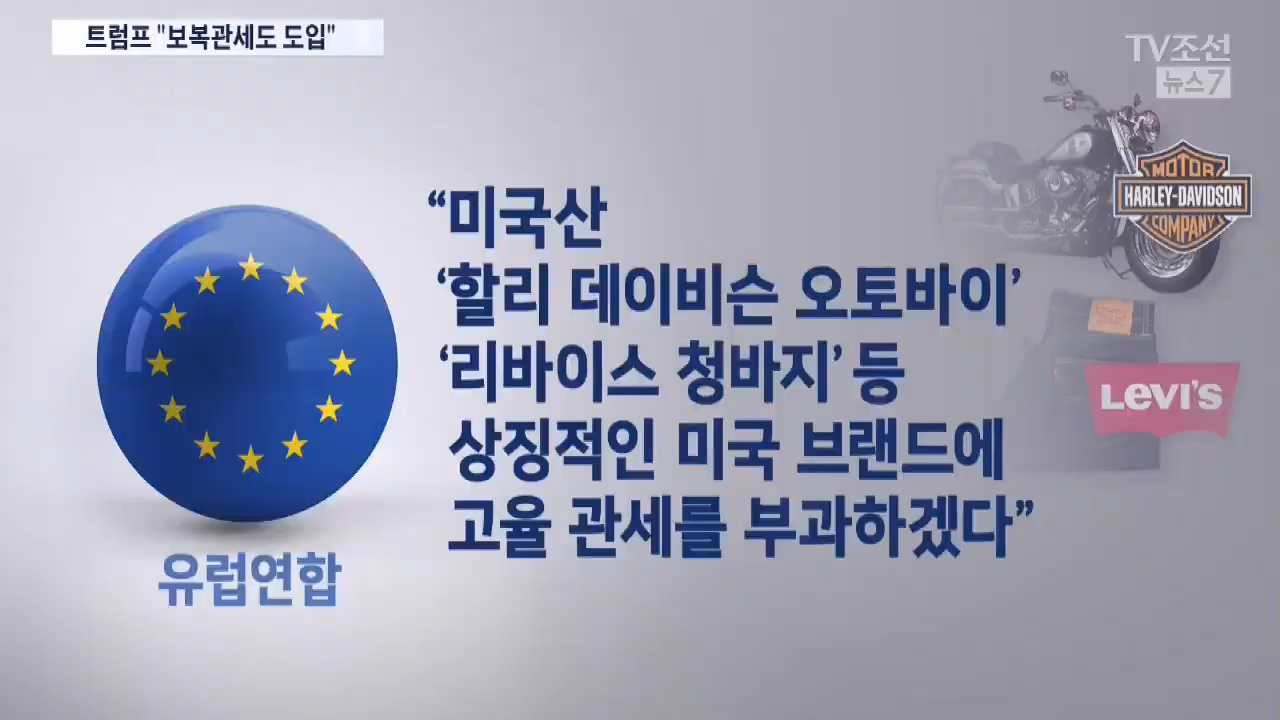 트럼프 "보복관세도 도입"
TV조선
뉴스7
“미국산
‘할리 데이비슨 오토바이’
‘리바이스 청바지’ 등
상징적인 미국 브랜드에
고율 관세를 부과하겠다”
유럽연합
MOTOR
HARLEY-DAVIDSON
COMPANY
LEVI'S